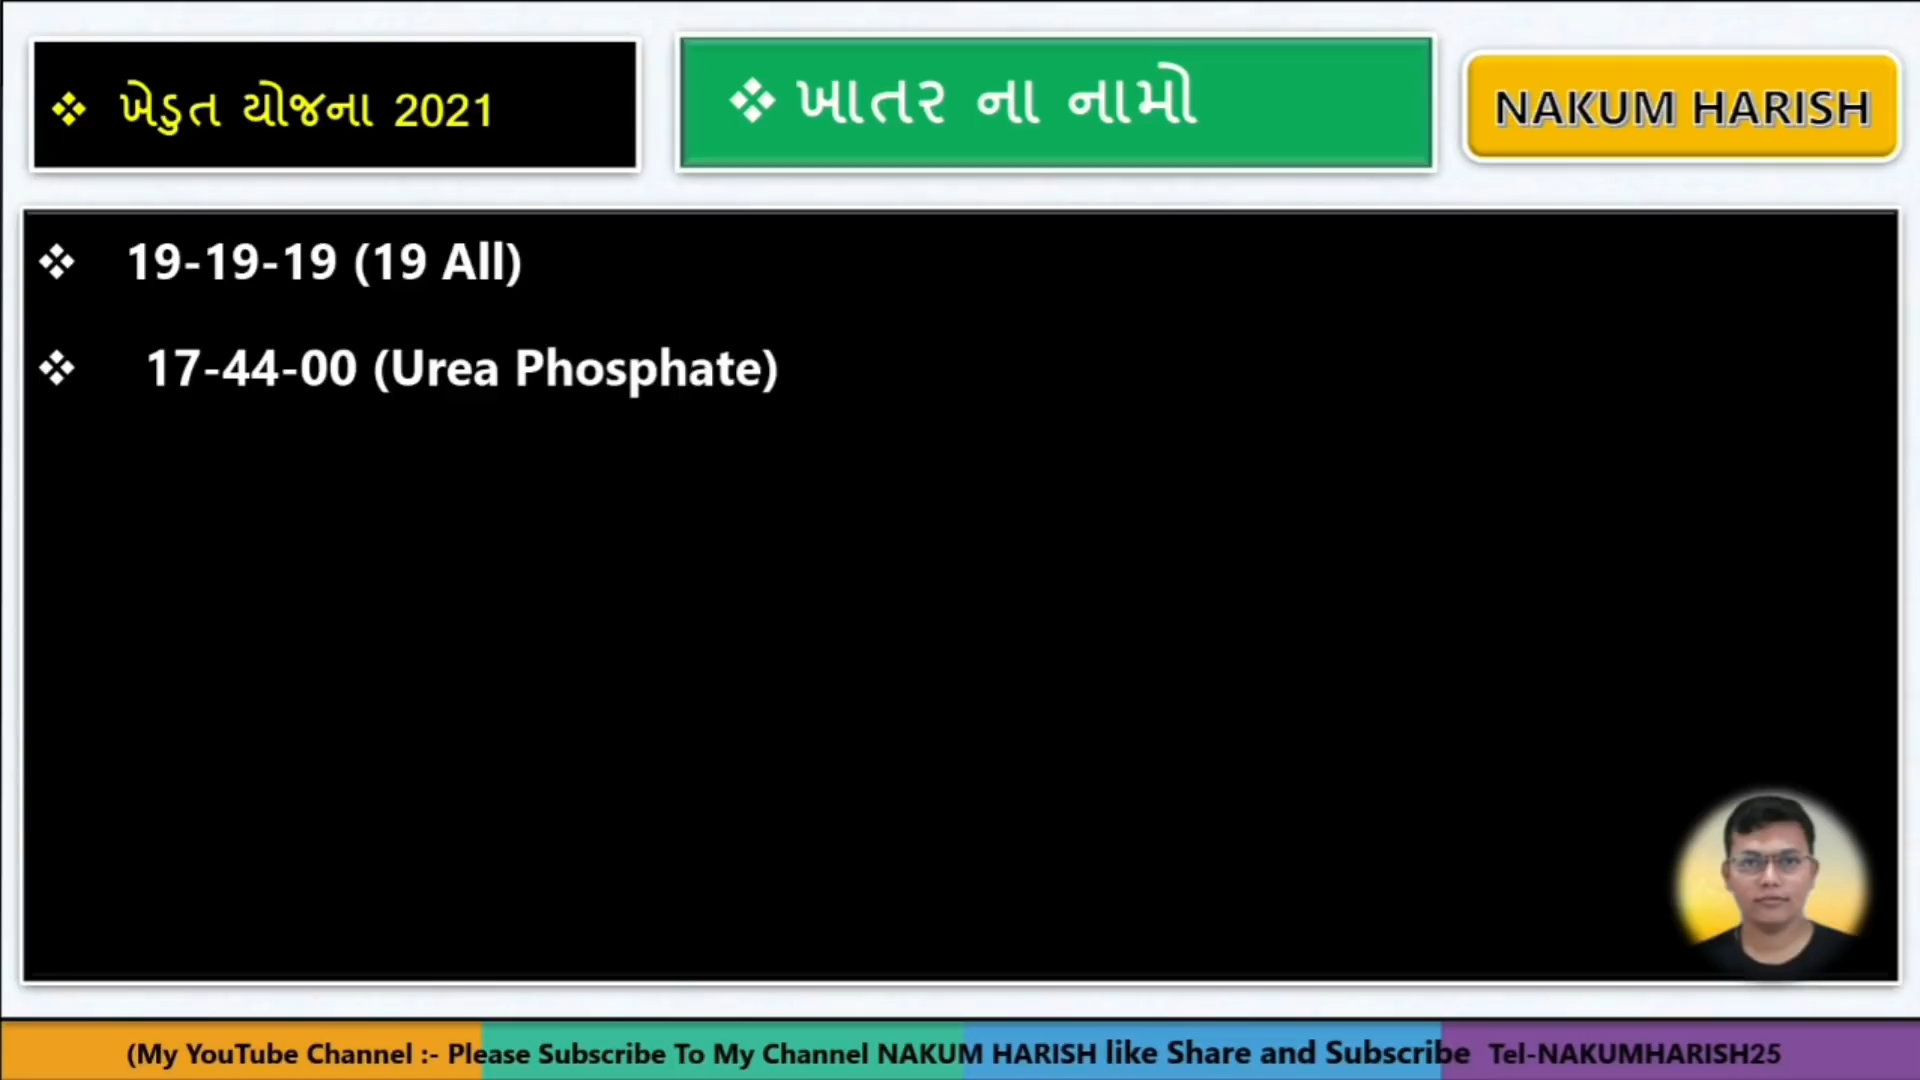 ❖ ખેડુત યોજના 2021
❖ ખાતર ના નામો
NAKUM HARISH
❖ 19-19-19 (19 All)
❖ 17-44-00 (Urea Phosphate)
(My YouTube Channel :- Please Subscribe To My Channel NAKUM HARISH like Share and Subscribe Tel-NAKUMHARISH25